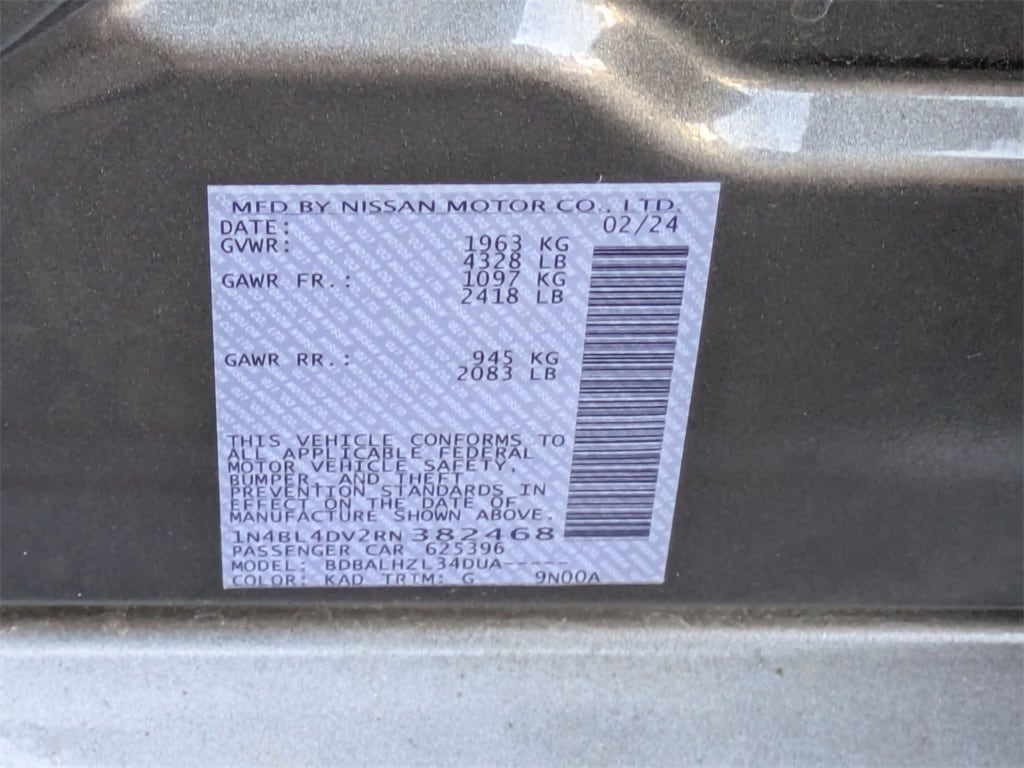 MFD BY NISSAN MOTOR CO., LTD.
DATE: 02/24
GVWR: 1963 KG
4328 LB
GAWR FR.: 1097 KG
2418 LB
GAWR RR.: 945 KG
2083 LB
THIS VEHICLE CONFORMS TO
ALL APPLICABLE FEDERAL
MOTOR VEHICLE SAFETY,
BUMPER, AND THEFT
PREVENTION STANDARDS IN
EFFECT ON THE DATE OF
MANUFACTURE SHOWN ABOVE.
1N4BL4DV2RN 382468
PASSENGER CAR 625396
MODEL: BDBALHZL34DUA-----
COLOR: KAD TRIM: G 9N00A